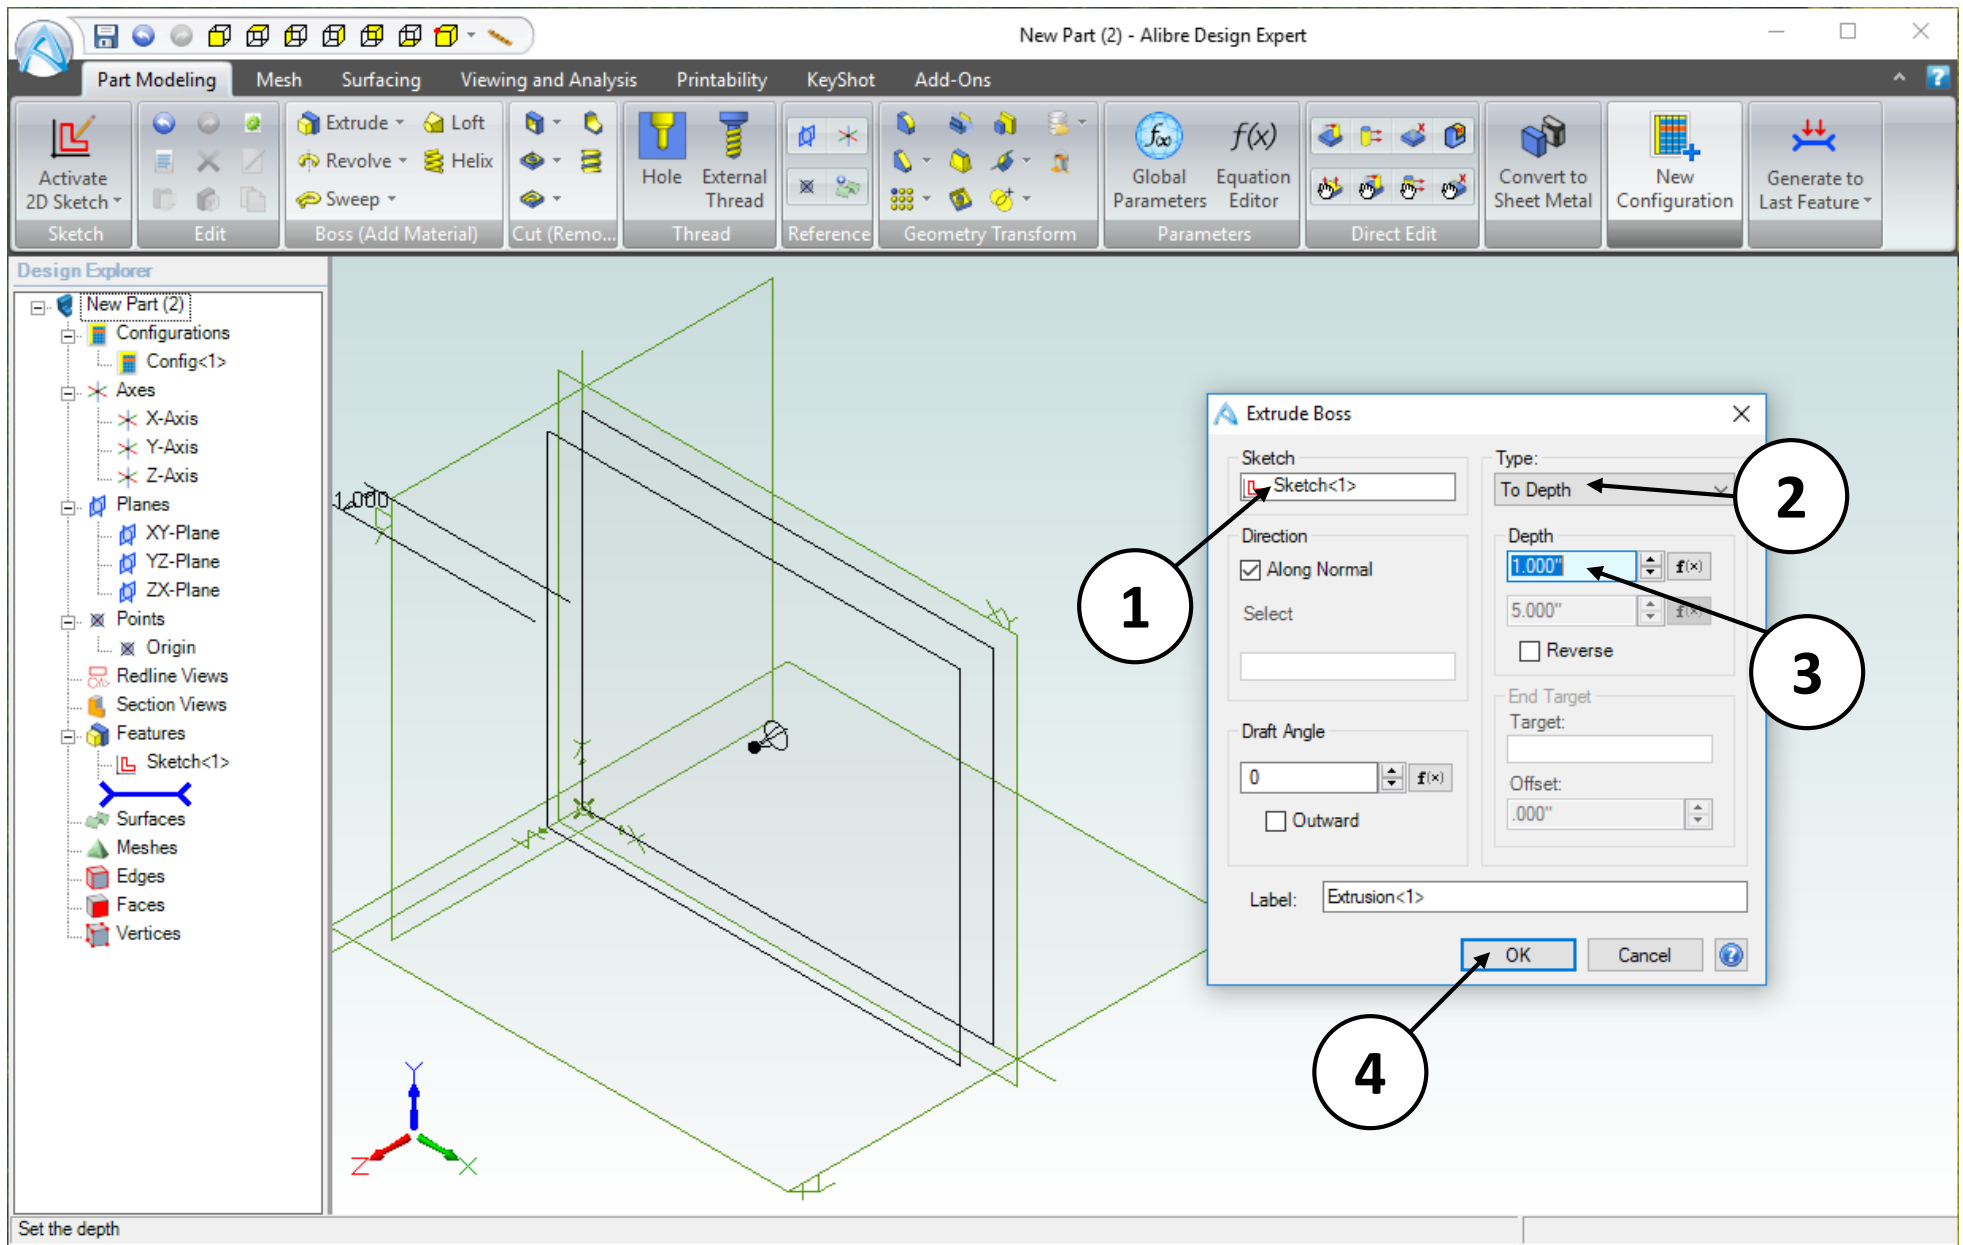 New Part (2) - Alibre Design Expert
Part Modeling Mesh Surfacing Viewing and Analysis Printability KeyShot Add-Ons
Activate
2D Sketch
Sketch
Edit
Extrude
Loft
Revolve
Helix
Sweep
Boss (Add Material)
Cut (Remo...
Hole
External
Thread
Thread
Reference
Geometry Transform
f∞
Global
Parameters
f(x)
Equation
Editor
Parameters
Direct Edit
Convert to
Sheet Metal
New
Configuration
Generate to
Last Feature
Design Explorer
New Part (2)
Configurations
Config<1>
Axes
X-Axis
Y-Axis
Z-Axis
Planes
XY-Plane
YZ-Plane
ZX-Plane
Points
Origin
Redline Views
Section Views
Features
Sketch<1>
Surfaces
Meshes
Edges
Faces
Vertices
1.000
XY
Y
X
Y
Z
X
Extrude Boss
Sketch
Sketch<1>
Direction
Along Normal
Select
Draft Angle
0
f(x)
Outward
Type:
To Depth
Depth
1.000"
f(x)
5.000"
f(x)
Reverse
End Target
Target:
Offset:
.000"
Label: Extrusion<1>
OK Cancel
1
2
3
4
Set the depth